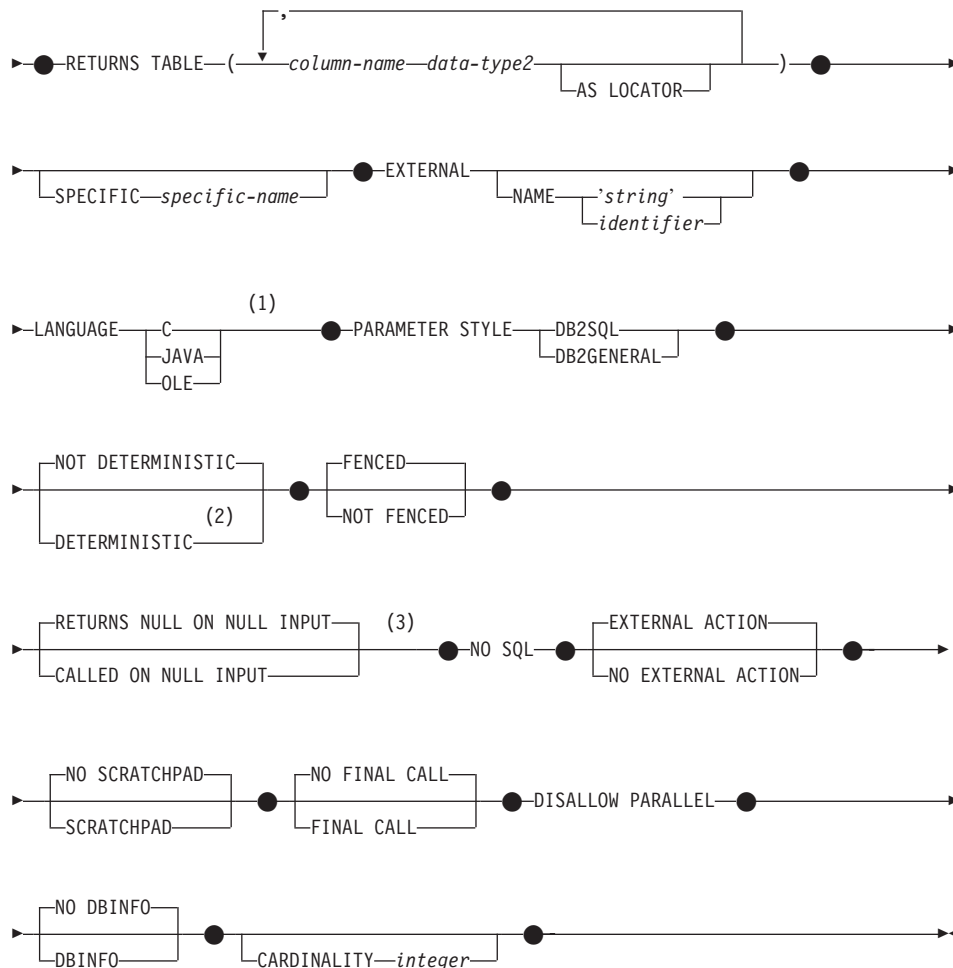 ,
RETURNS TABLE ( column-name data-type2 )
AS LOCATOR
EXTERNAL
SPECIFIC specific-name NAME 'string'
identifier
(1)
LANGUAGE C PARAMETER STYLE DB2SQL
JAVA DB2GENERAL
OLE
NOT DETERMINISTIC FENCED
(2) NOT FENCED
DETERMINISTIC
RETURNS NULL ON NULL INPUT (3) EXTERNAL ACTION
NO SQL
CALLED ON NULL INPUT NO EXTERNAL ACTION
NO SCRATCHPAD NO FINAL CALL
DISALLOW PARALLEL
SCRATCHPAD FINAL CALL
NO DBINFO
DBINFO CARDINALITY integer